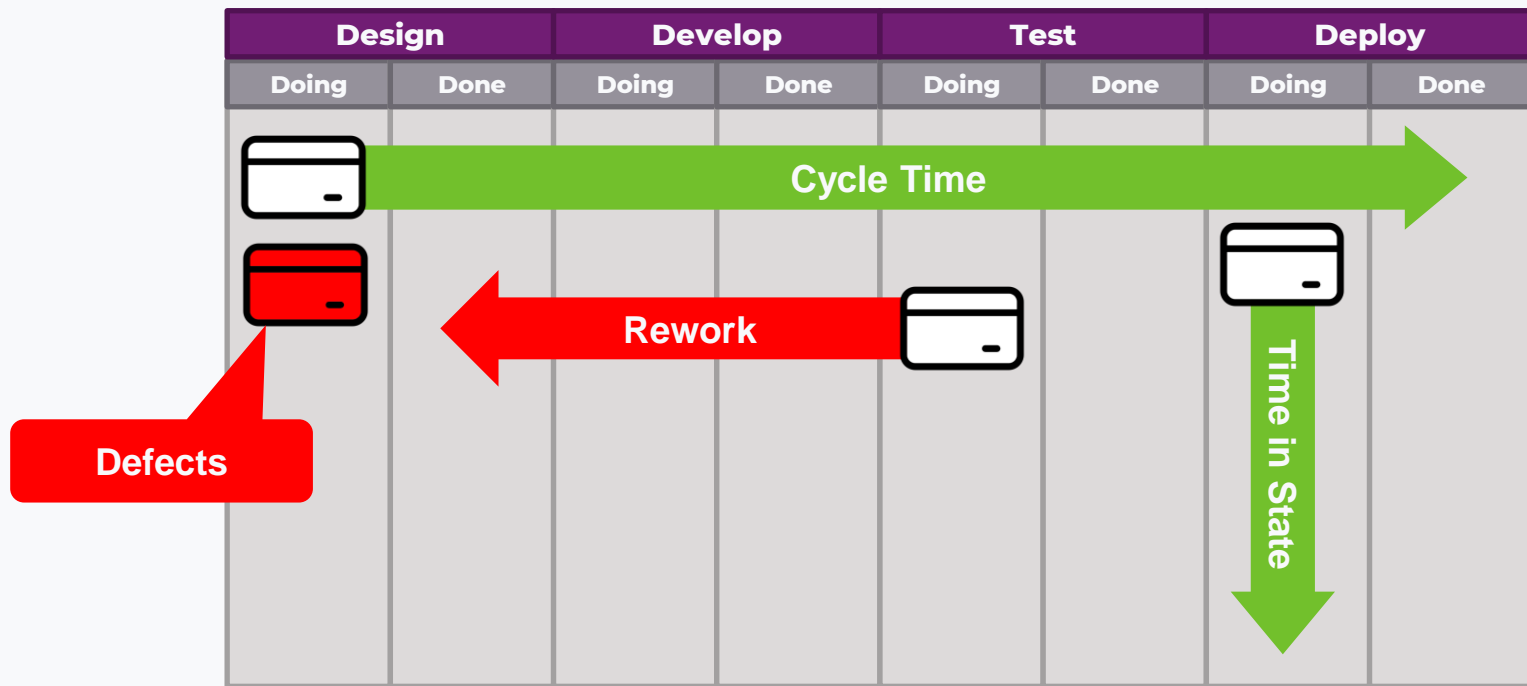 Design Develop Test Deploy
Doing Done Doing Done Doing Done Doing Done
Cycle Time
Rework
Time in State
Defects